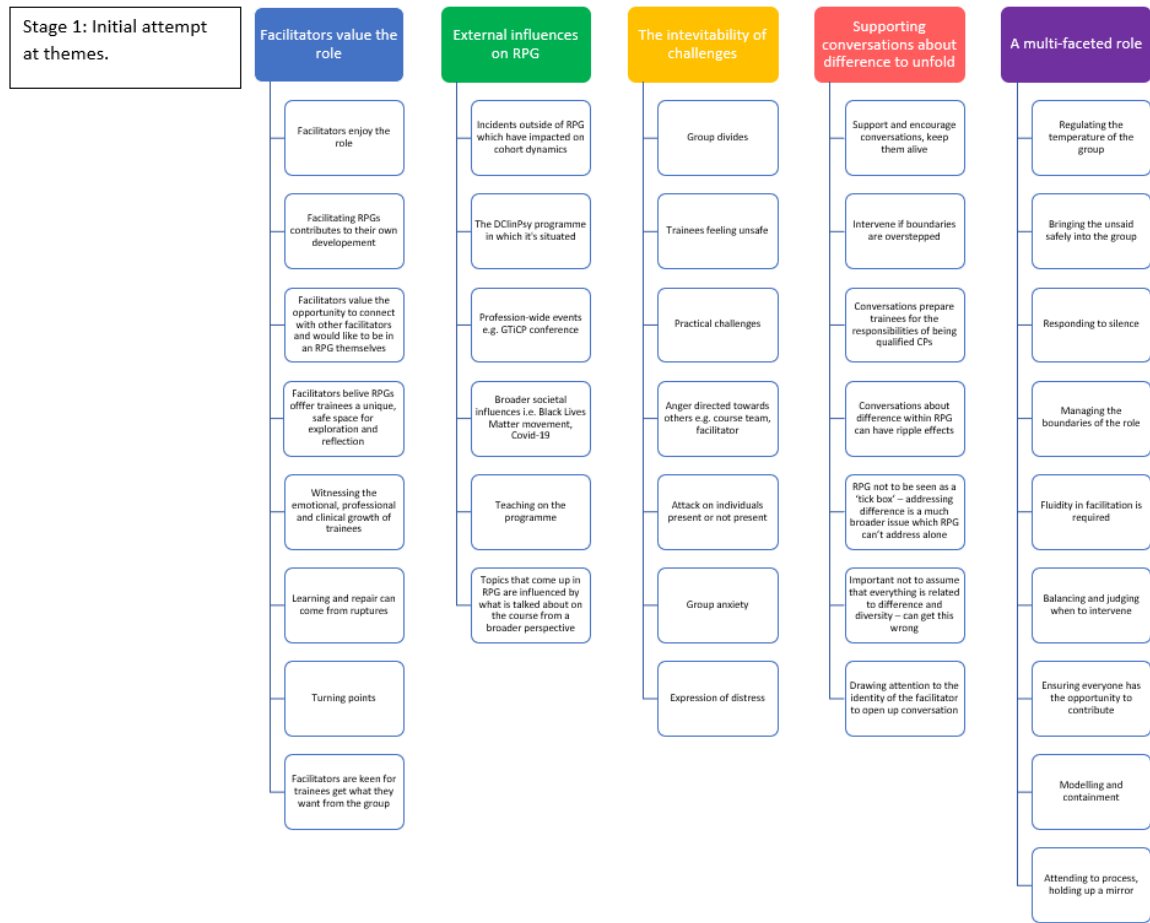 Stage 1: Initial attempt
at themes.
Facilitators value the
role
Facilitators enjoy the
role
Facilitating RPGs
contributes to their own
developement
Facilitators value the
opportunity to connect
with other facilitators
and would like to be in
an RPG themselves
Facilitators belive RPGs
offfer trainees a unique,
safe space for
exploration and
reflection
Witnessing the
emotional, professional
and clinical growth of
trainees
Learning and repair can
come from ruptures
Turning points
Facilitators are keen for
trainees get what they
want from the group
External influences
on RPG
Incidents outside of RPG
which have impacted on
cohort dynamics
The DClinPsy programme
in which it's situated
Profession-wide events
e.g. GTiCP conference
Broader societal
influences i.e. Black Lives
Matter movement,
Covid-19
Teaching on the
programme
Topics that come up in
RPG are influenced by
what is talked about on
the course from a
broader perspective
The intevitability of
challenges
Group divides
Trainees feeling unsafe
Practical challenges
Anger directed towards
others e.g. course team,
facilitator
Attack on individuals
present or not present
Group anxiety
Expression of distress
Supporting
conversations about
difference to unfold
Support and encourage
conversations, keep
them alive
Intervene if boundaries
are overstepped
Conversations prepare
trainees for the
responsibilities of being
qualified CPs
Conversations about
difference within RPG
can have ripple effects
RPG not to be seen as a
‘tick box’ – addressing
difference is a much
broader issue which RPG
can’t address alone
Important not to assume
that everything is
related to difference and
diversity – can get this
wrong
Drawing attention to the
identity of the facilitator
to open up conversation
A multi-faceted role
Regulating the
temperature of the
group
Bringing the unsaid
safely into the group
Responding to silence
Managing the
boundaries of the role
Fluidity in facilitation is
required
Balancing and judging
when to intervene
Ensuring everyone has
the opportunity to
contribute
Modelling and
containment
Attending to process,
holding up a mirror